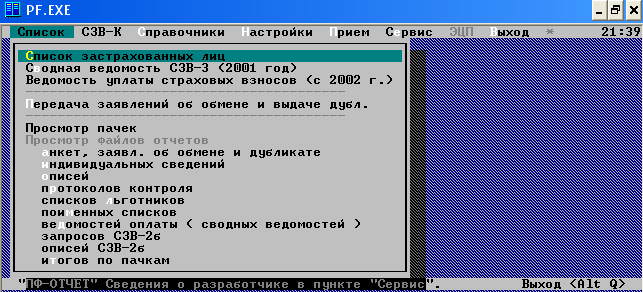 PF.EXE
Список СЗВ-К Справочники Настройки Прием Сервис ЭЦП Выход * 21:39
Список застрахованных лиц
Сводная ведомость СЗВ-3 (2001 год)
Ведомость уплаты страховых взносов (с 2002 г.)
Передача заявлений об обмене и выдаче дубл.
Просмотр пачек
Просмотр файлов отчетов
анкет, заявл. об обмене и дубликате
индивидуальных сведений
описей
протоколов контроля
списков льготников
поименных списков
ведомостей оплаты ( сводных ведомостей )
запросов СЗВ-2б
описей СЗВ-2б
итогов по пачкам
"ПФ-ОТЧЕТ" Сведения о разработчике в пункте "Сервис". Выход <Alt Q>